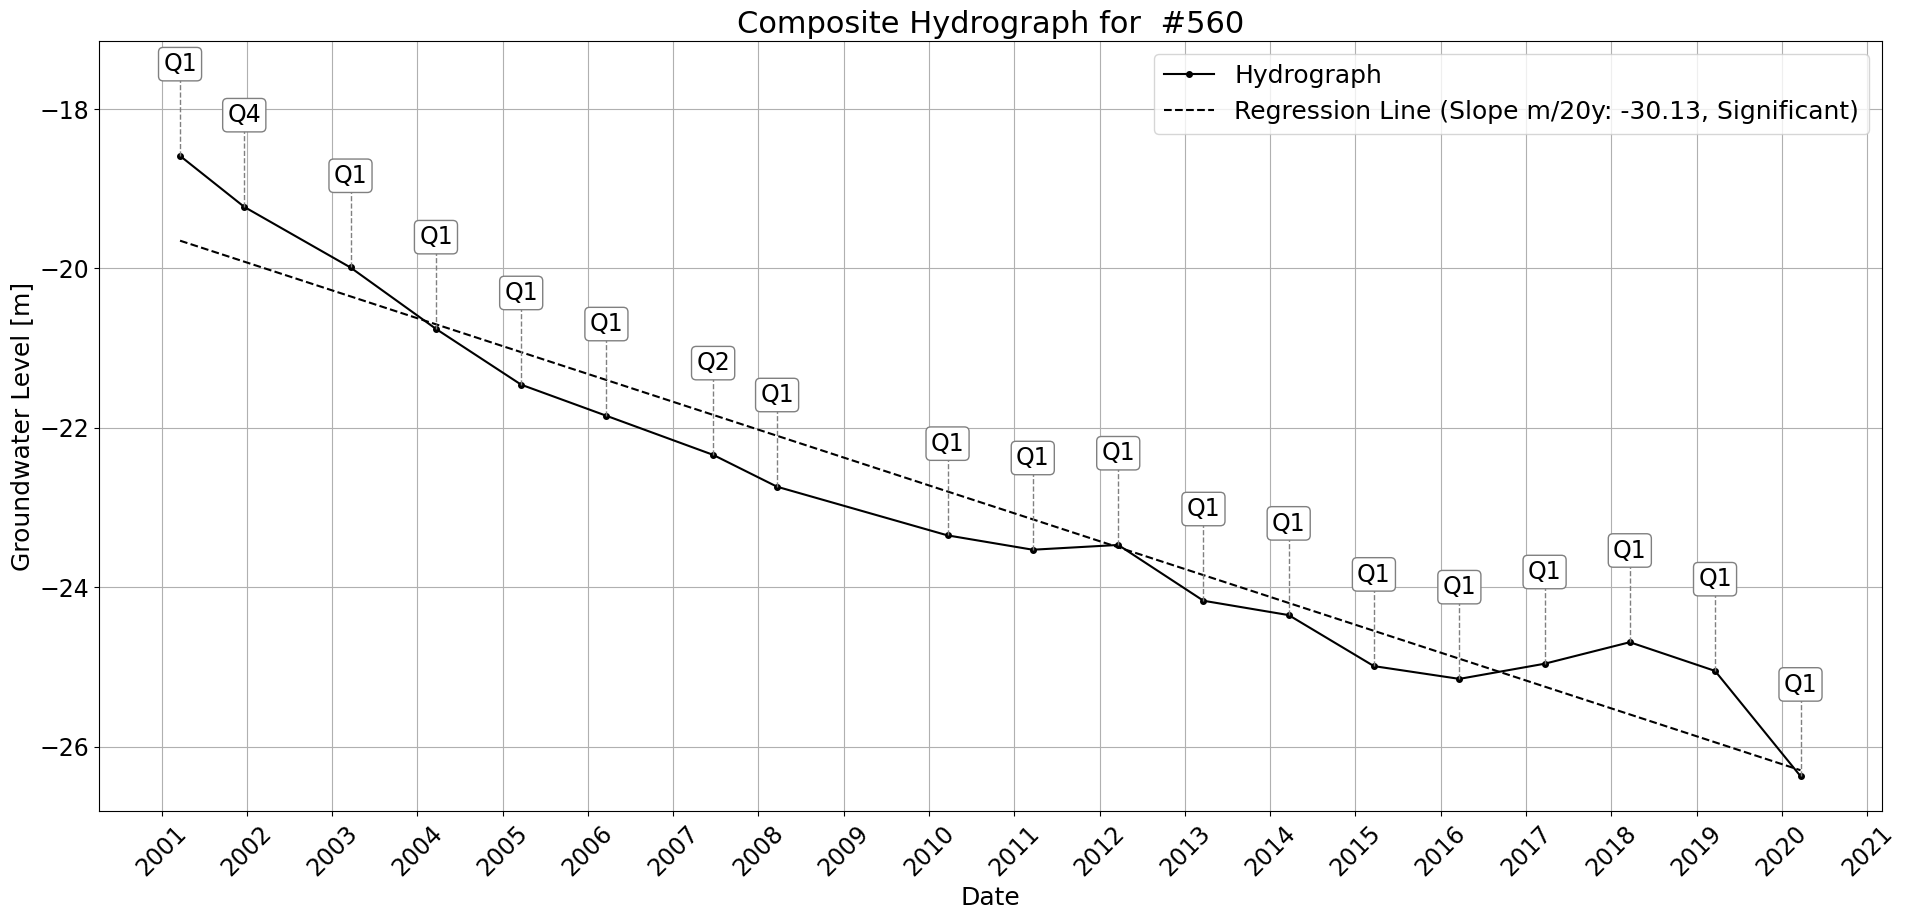 Composite Hydrograph for  #560
Hydrograph
Regression Line (Slope m/20y: -30.13, Significant)
Q1
Q4
Q1
Q1
Q1
Q1
Q2
Q1
Q1
Q1
Q1
Q1
Q1
Q1
Q1
Q1
Q1
Q1
Q1
Groundwater Level [m]
−18
−20
−22
−24
−26
2001
2002
2003
2004
2005
2006
2007
2008
2009
2010
2011
2012
2013
2014
2015
2016
2017
2018
2019
2020
2021
Date